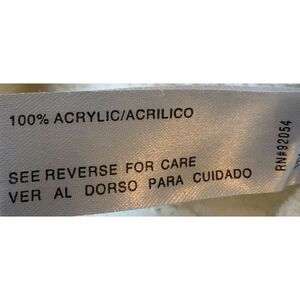 100% ACRYLIC/ACRILICO
SEE REVERSE FOR CARE
VER AL DORSO PARA CUIDADO
RN#92054